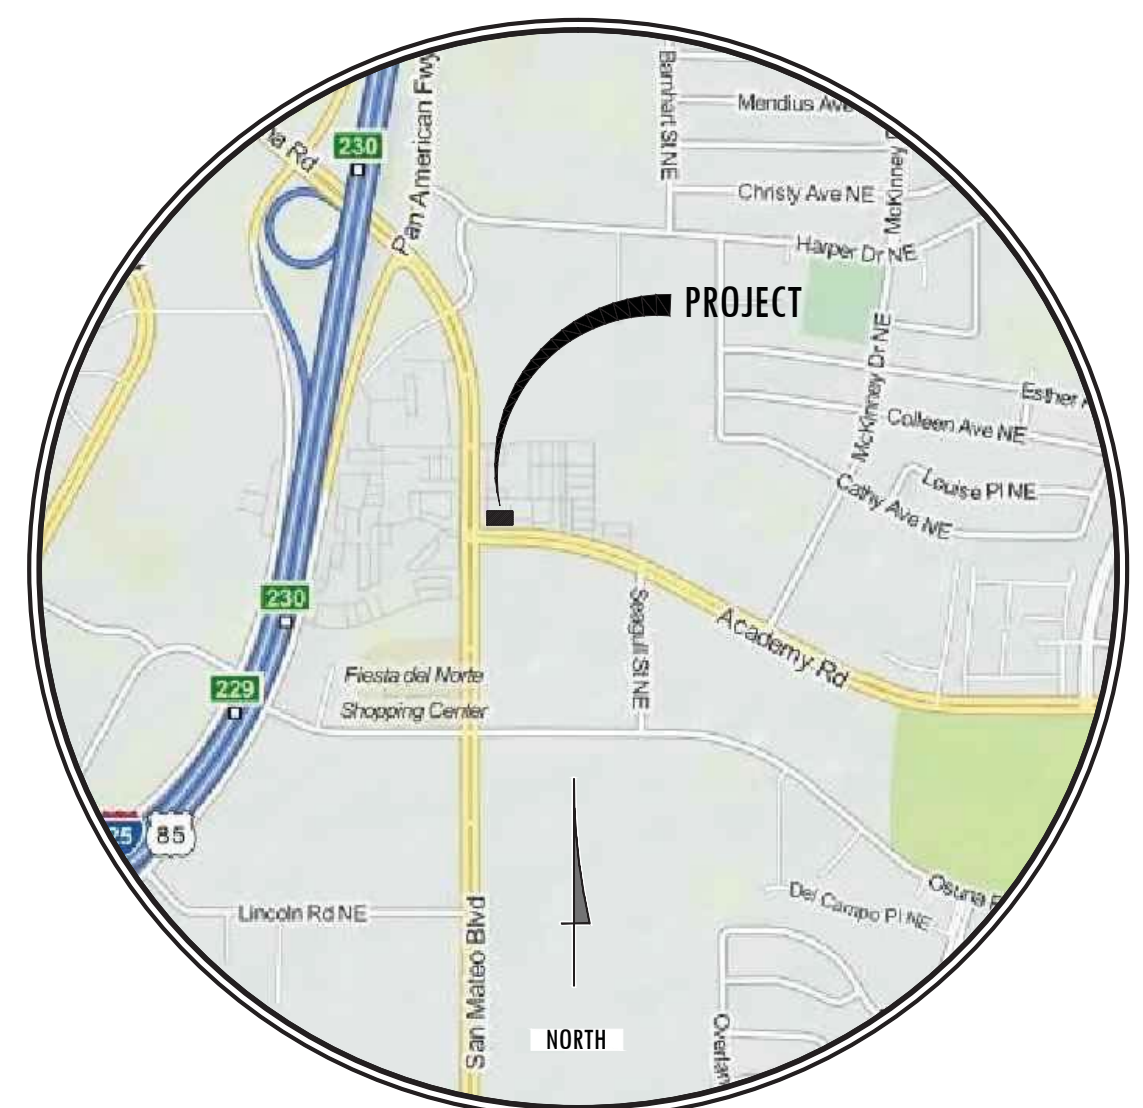 Barnhart St NE
Mendius Ave
230
Pan American Fwy
Christy Ave NE
McKinney
Harper Dr NE
PROJECT
McKinney Dr NE
Esther
Colleen Ave NE
Louise Pl NE
Cathy Ave NE
230
Seagull St NE
Academy Rd
229
Fiesta del Norte
Shopping Center
85
25
Osuna
Del Campo Pl NE
Lincoln Rd NE
San Mateo Blvd
NORTH